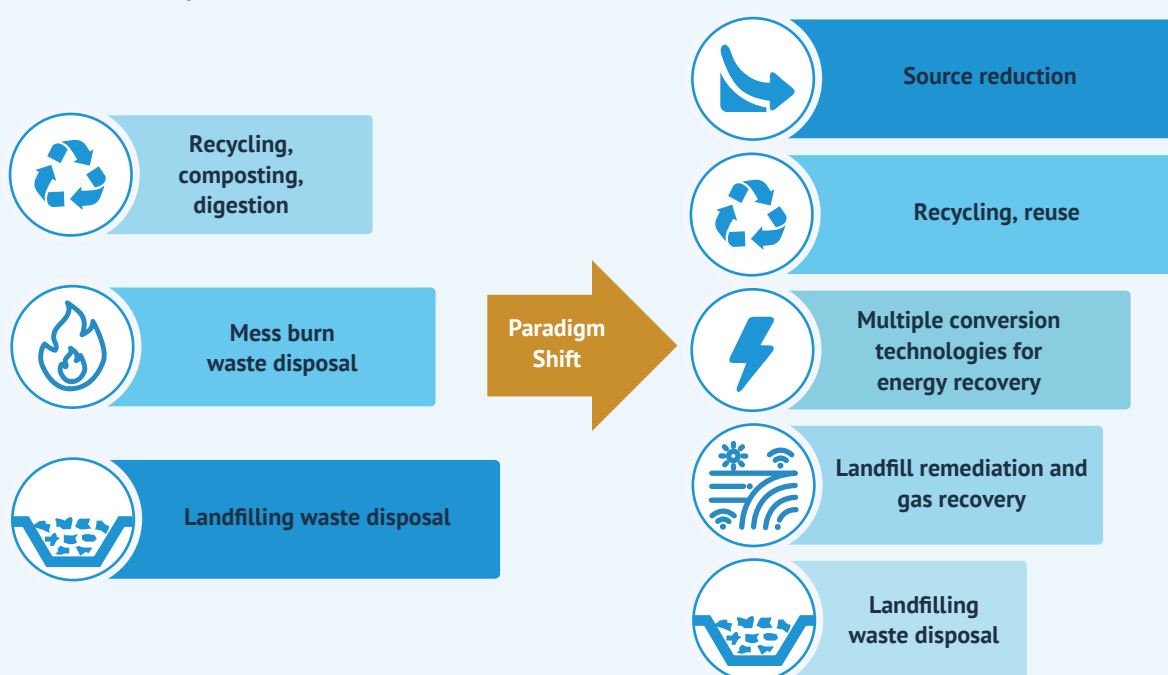 Recycling,
composting,
digestion
Mess burn
waste disposal
Landfilling waste disposal
Paradigm
Shift
Source reduction
Recycling, reuse
Multiple conversion
technologies for
energy recovery
Landfill remediation and
gas recovery
Landfilling
waste disposal